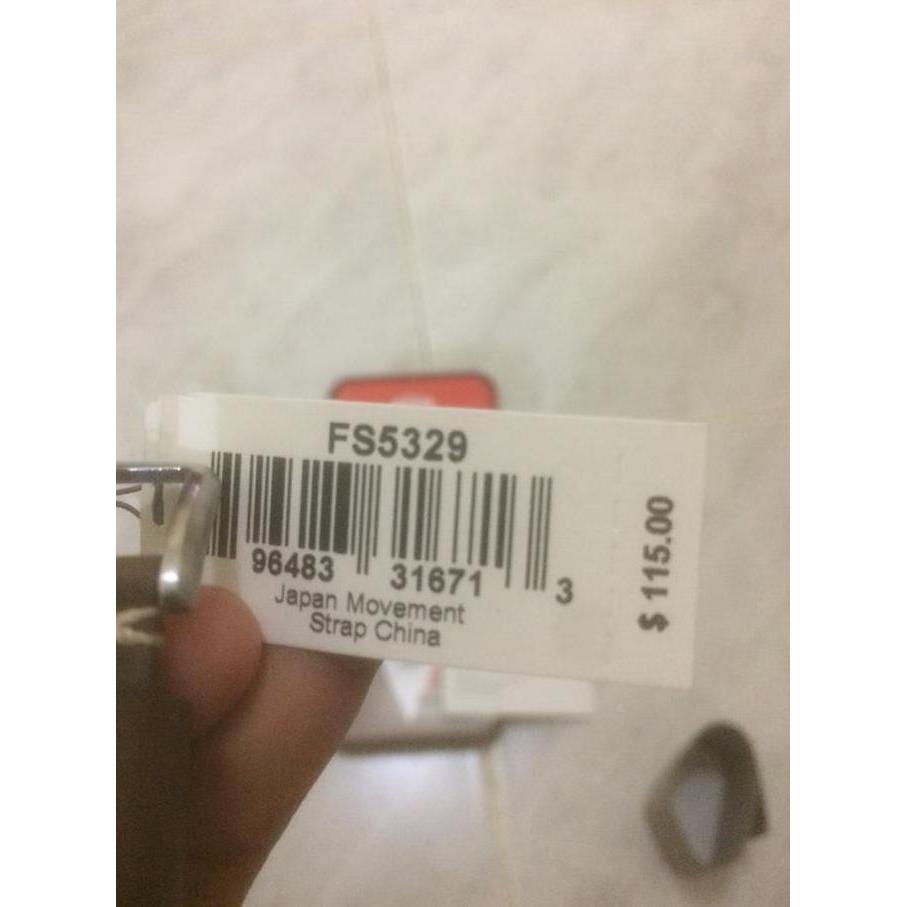 FS5329
96483 31671 3
Japan Movement
Strap China
$ 115.00